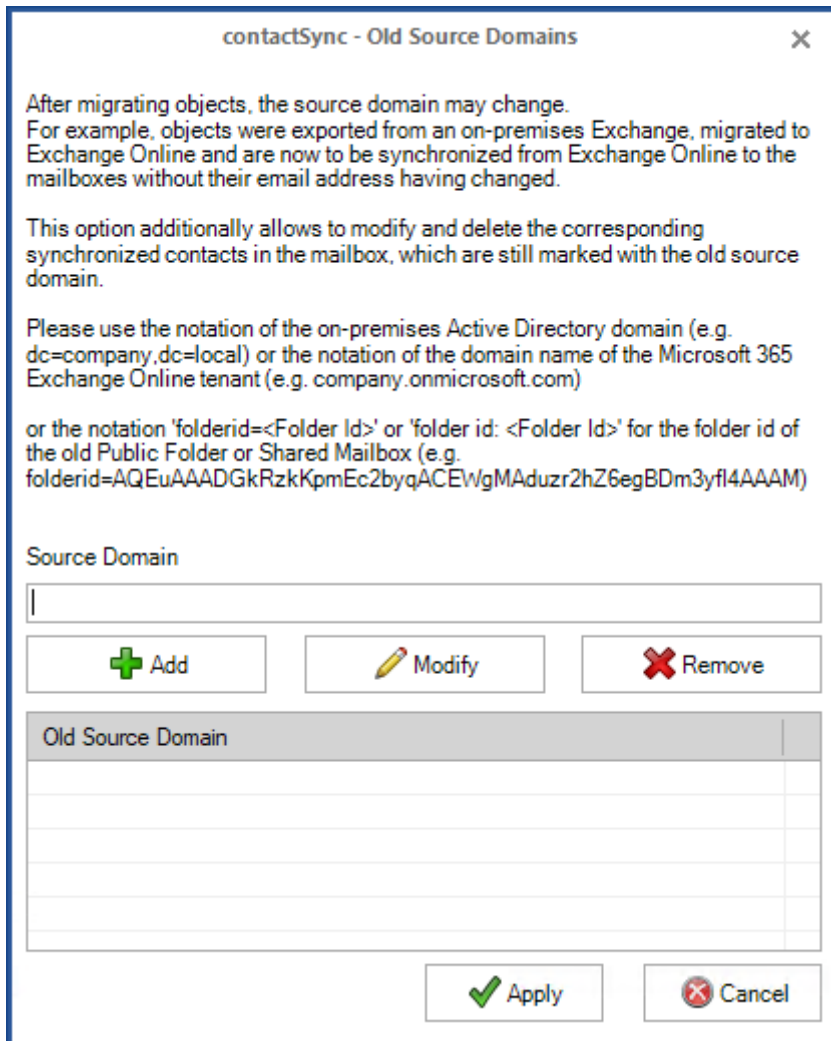 contactSync - Old Source Domains
After migrating objects, the source domain may change.
For example, objects were exported from an on-premises Exchange, migrated to
Exchange Online and are now to be synchronized from Exchange Online to the
mailboxes without their email address having changed.
This option additionally allows to modify and delete the corresponding
synchronized contacts in the mailbox, which are still marked with the old source
domain.
Please use the notation of the on-premises Active Directory domain (e.g.
dc=company,dc=local) or the notation of the domain name of the Microsoft 365
Exchange Online tenant (e.g. company.onmicrosoft.com)
or the notation 'folderid=<Folder Id>' or 'folder id: <Folder Id>' for the folder id of
the old Public Folder or Shared Mailbox (e.g.
folderid=AQEuAAADGkRzkKpmEc2byqACEWgMAduzr2hZ6egBDm3yfI4AAAM)
Source Domain
Add Modify Remove
Old Source Domain
Apply Cancel